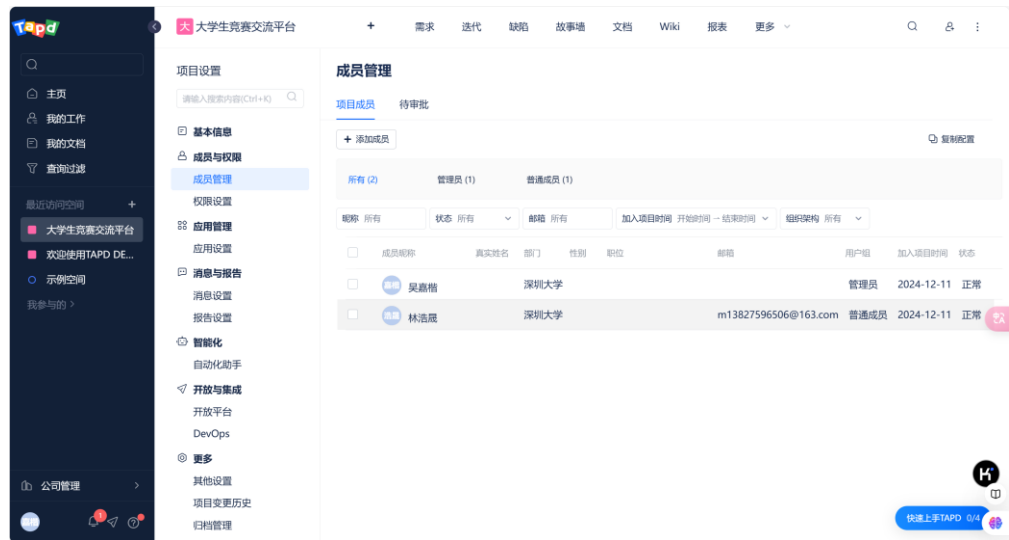 Tapd
大 大学生竞赛交流平台
+ 需求 迭代 缺陷 故事墙 文档 Wiki 报表 更多
主页
我的工作
我的文档
查询过滤
最近访问空间 +
大学生竞赛交流平台
欢迎使用TAPD DE...
示例空间
我参与的 >
公司管理 >
1
项目设置
请输入搜索内容(Ctrl+K)
基本信息
成员与权限
成员管理
权限设置
应用管理
应用设置
消息与报告
消息设置
报告设置
智能化
自动化助手
开放与集成
开放平台
DevOps
更多
其他设置
项目变更历史
归档管理
成员管理
项目成员 待审批
+ 添加成员 复制配置
所有 (2) 管理员 (1) 普通成员 (1)
昵称 所有 状态 所有 邮箱 所有 加入项目时间 开始时间 – 结束时间 组织架构 所有
成员昵称 真实姓名 部门 性别 职位 邮箱 用户组 加入项目时间 状态
吴嘉楷 深圳大学 管理员 2024-12-11 正常
林浩晟 深圳大学 m13827596506@163.com 普通成员 2024-12-11 正常
快速上手TAPD 0/4